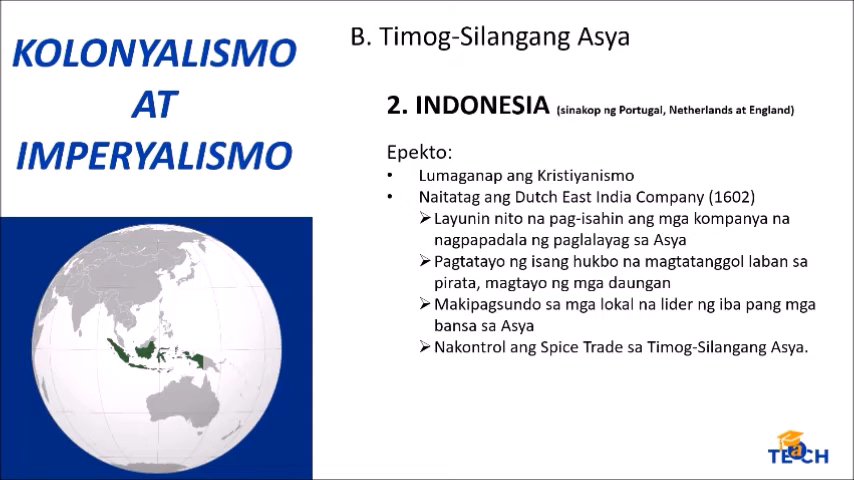 KOLONYALISMO
AT
IMPERYALISMO
B. Timog-Silangang Asya
2. INDONESIA (sinakop ng Portugal, Netherlands at England)
Epekto:
• Lumaganap ang Kristiyanismo
• Naitatag ang Dutch East India Company (1602)
➢Layunin nito na pag-isahin ang mga kompanya na
nagpapadala ng paglalayag sa Asya
➢Pagtatayo ng isang hukbo na magtatanggol laban sa
pirata, magtayo ng mga daungan
➢Makipagsundo sa mga lokal na lider ng iba pang mga
bansa sa Asya
➢Nakontrol ang Spice Trade sa Timog-Silangang Asya.
TEaCH